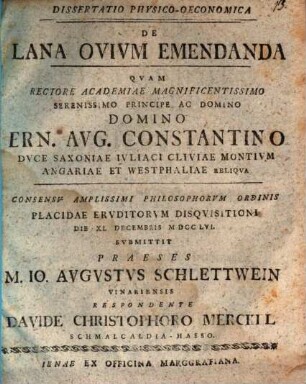 DISSERTATIO PHYSICO-OECONOMICA
DE
LANA OVIVM EMENDANDA
QVAM
RECTORE ACADEMIAE MAGNIFICENTISSIMO
SERENISSIMO PRINCIPE AC DOMINO
DOMINO
ERN. AVG. CONSTANTINO
DVCE SAXONIAE IVLIACI CLIVIAE MONTIVM
ANGARIAE ET WESTPHALIAE RELIQVA
CONSENSV AMPLISSIMI PHILOSOPHORVM ORDINIS
PLACIDAE ERVDITORVM DISQVISITIONI
DIE XI. DECEMBRIS MDCCLVI.
SVBMITTIT
PRAESES
M. IO. AVGVSTVS SCHLETTWEIN
VINARIENSIS
RESPONDENTE
DAVIDE CHRISTOPHORO MERCKEL
SCHMALCALDIA-HASSO.
IENAE EX OFFICINA MARGGRAFIANA.